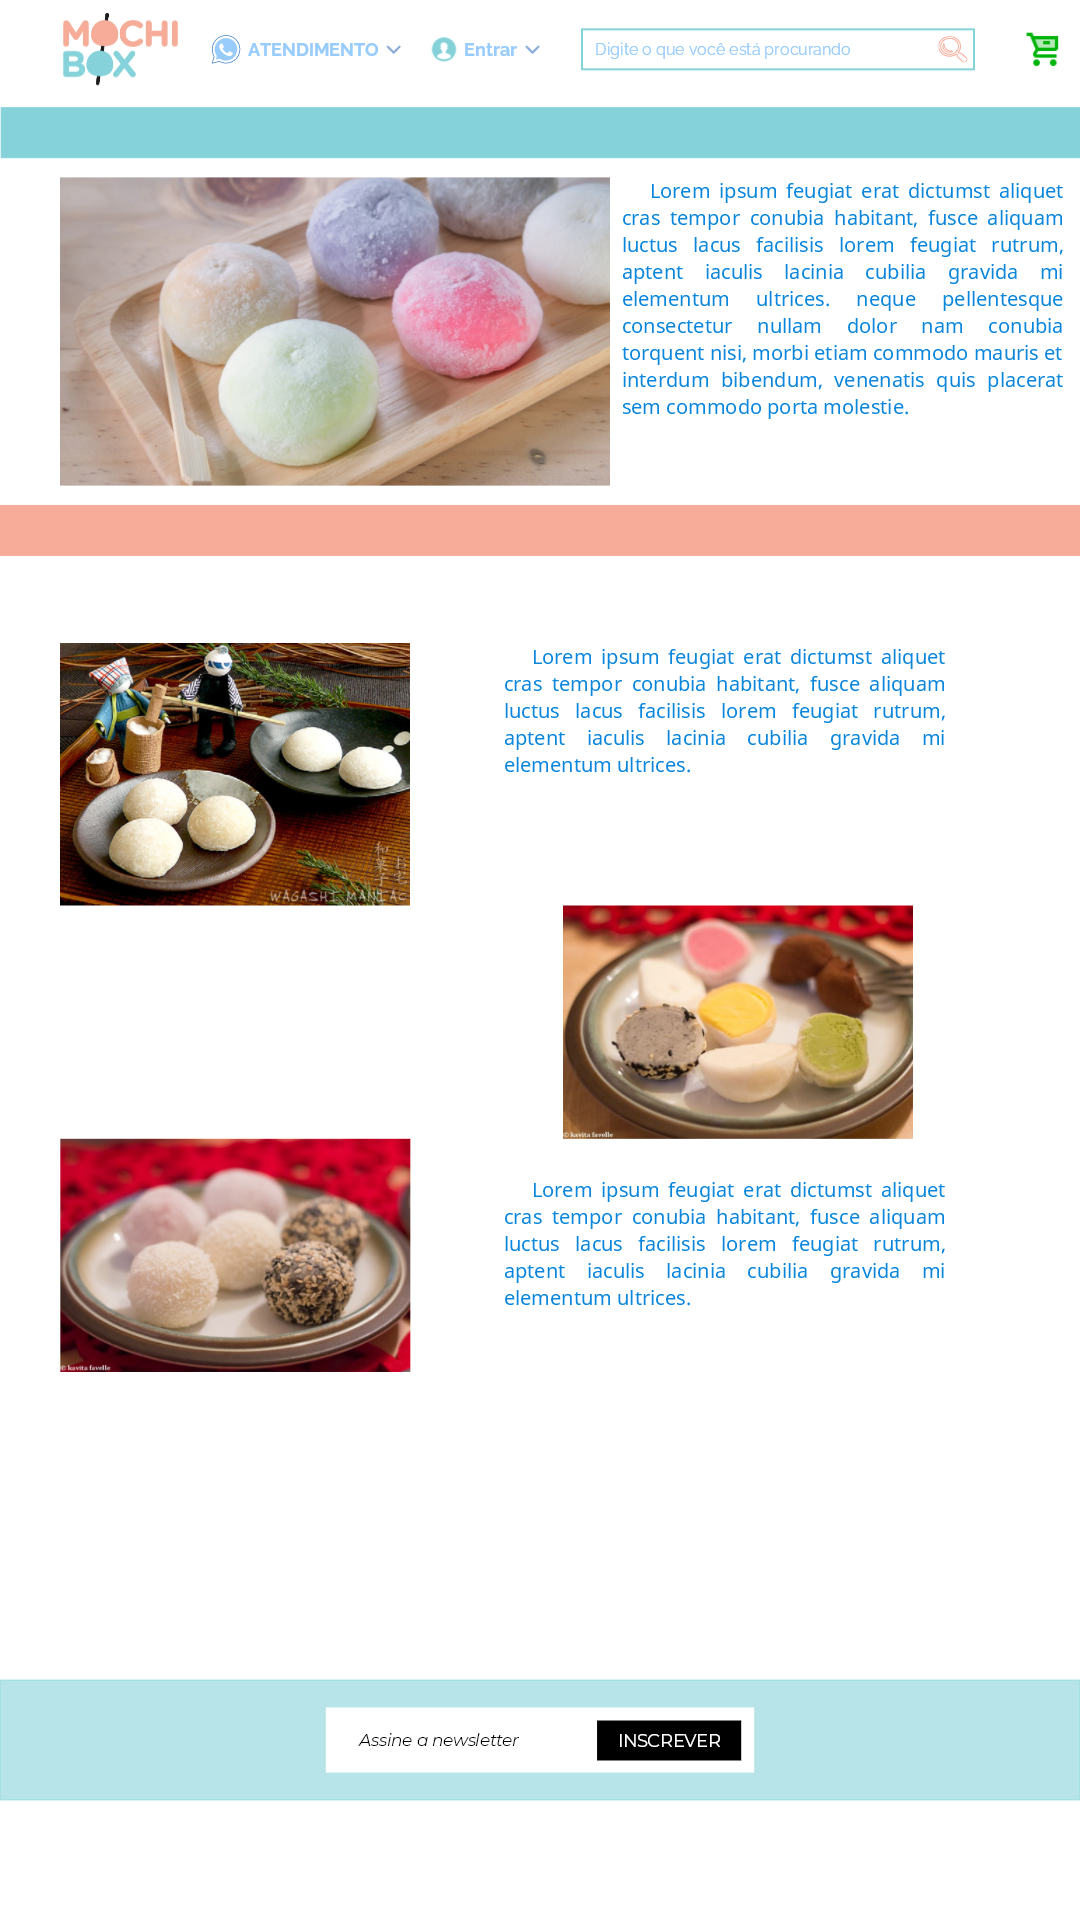 MOCHI
BOX
ATENDIMENTO
Entrar
Digite o que você está procurando
Lorem ipsum feugiat erat dictumst aliquet
cras tempor conubia habitant, fusce aliquam
luctus lacus facilisis lorem feugiat rutrum,
aptent iaculis lacinia cubilia gravida mi
elementum ultrices. neque pellentesque
consectetur nullam dolor nam conubia
torquent nisi, morbi etiam commodo mauris et
interdum bibendum, venenatis quis placerat
sem commodo porta molestie.
Lorem ipsum feugiat erat dictumst aliquet
cras tempor conubia habitant, fusce aliquam
luctus lacus facilisis lorem feugiat rutrum,
aptent iaculis lacinia cubilia gravida mi
elementum ultrices.
WAGASHI MANIAC
© kavita favelle
Lorem ipsum feugiat erat dictumst aliquet
cras tempor conubia habitant, fusce aliquam
luctus lacus facilisis lorem feugiat rutrum,
aptent iaculis lacinia cubilia gravida mi
elementum ultrices.
© kavita favelle
Assine a newsletter
INSCREVER